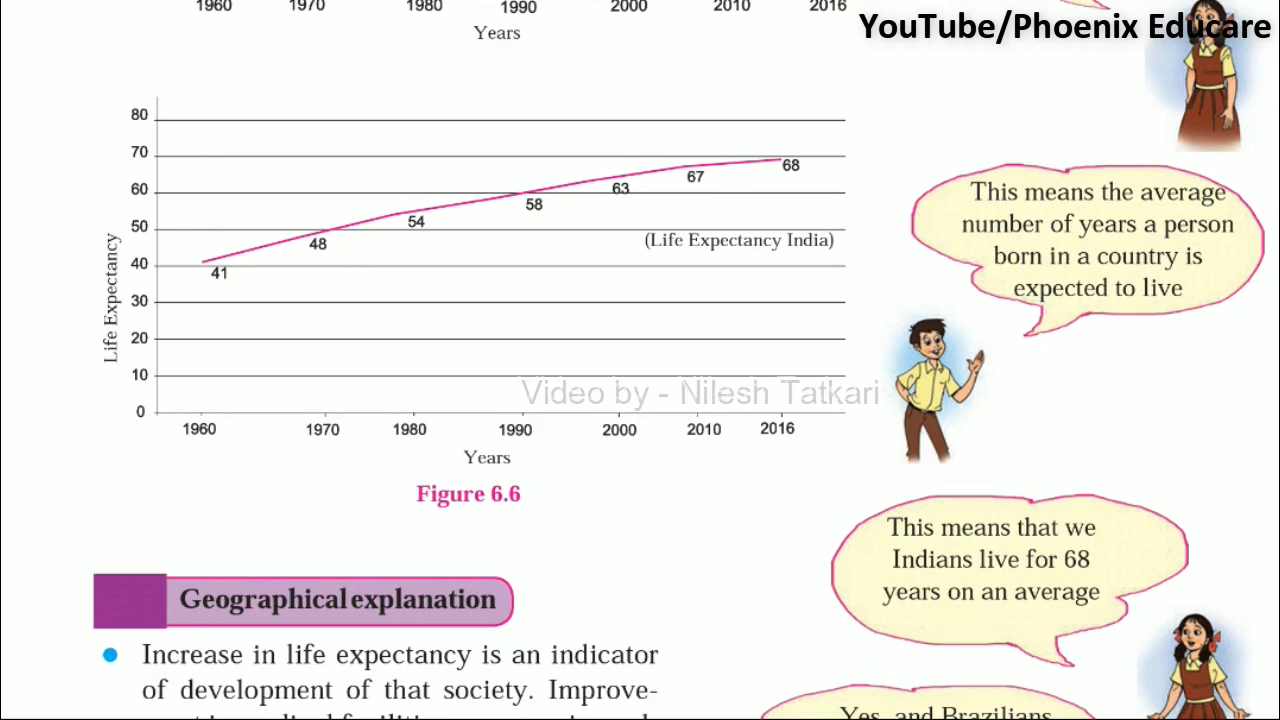 1960 1970 1980 1990 2000 2010 2016
Years
YouTube/Phoenix Educare
80
70
60
50
40
30
20
10
0
Life Expectancy
41
48
54
58
63
67
68
(Life Expectancy India)
1960 1970 1980 1990 2000 2010 2016
Years
Figure 6.6
Video by - Nilesh Tatkari
This means the average
number of years a person
born in a country is
expected to live
This means that we
Indians live for 68
years on an average
Yes, and Brazilians
Geographical explanation
Increase in life expectancy is an indicator
of development of that society. Improve-